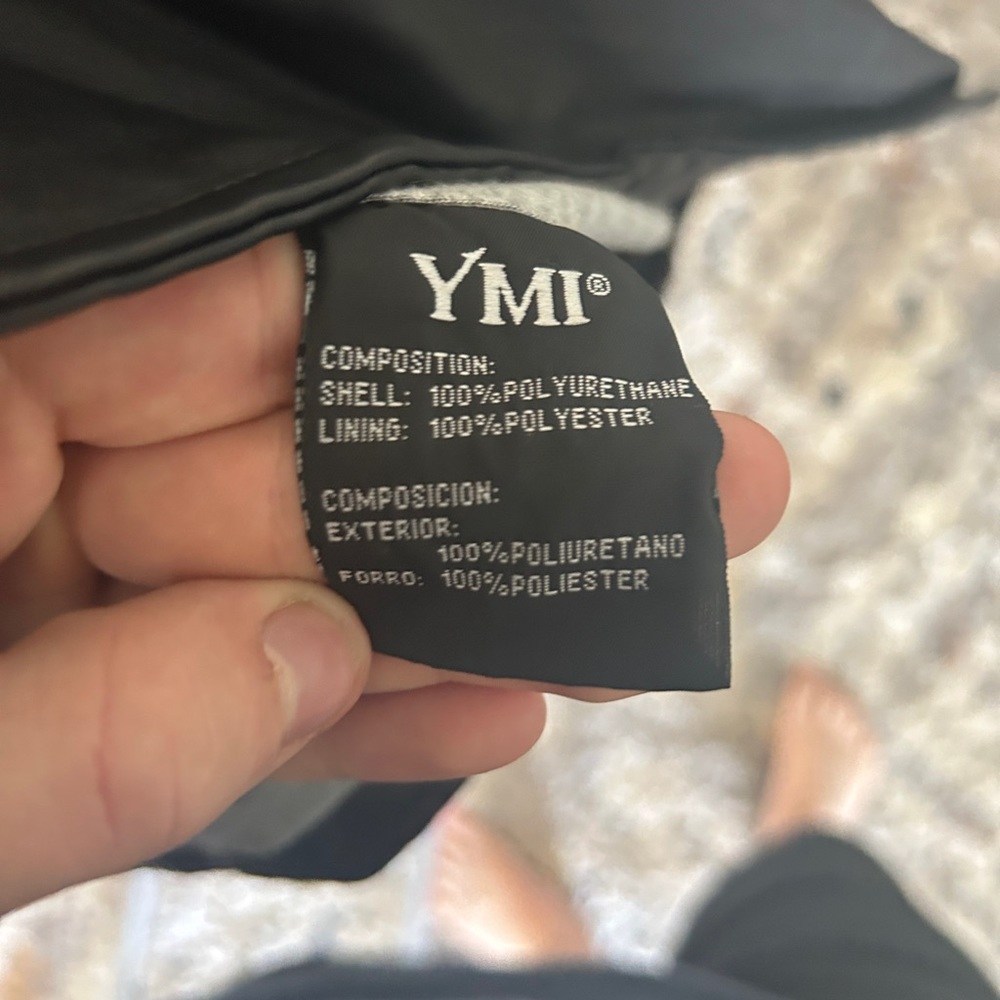 YMI®
COMPOSITION:
SHELL: 100%POLYURETHANE
LINING: 100%POLYESTER
COMPOSICION:
EXTERIOR:
100%POLIURETANO
FORRO: 100%POLIESTER